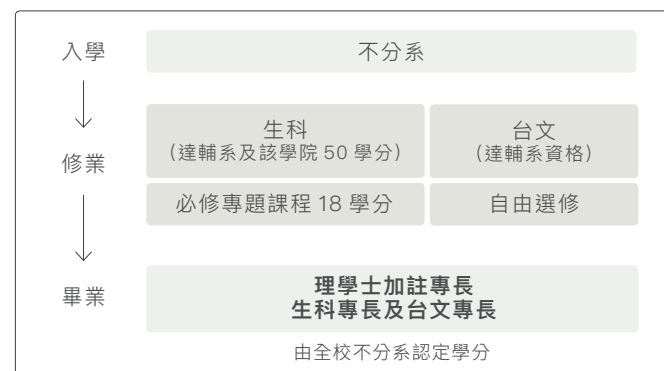 入學
不分系
修業
生科
（達輔系及該學院 50 學分）
台文
（達輔系資格）
必修專題課程 18 學分
自由選修
畢業
理學士加註專長
生科專長及台文專長
由全校不分系認定學分